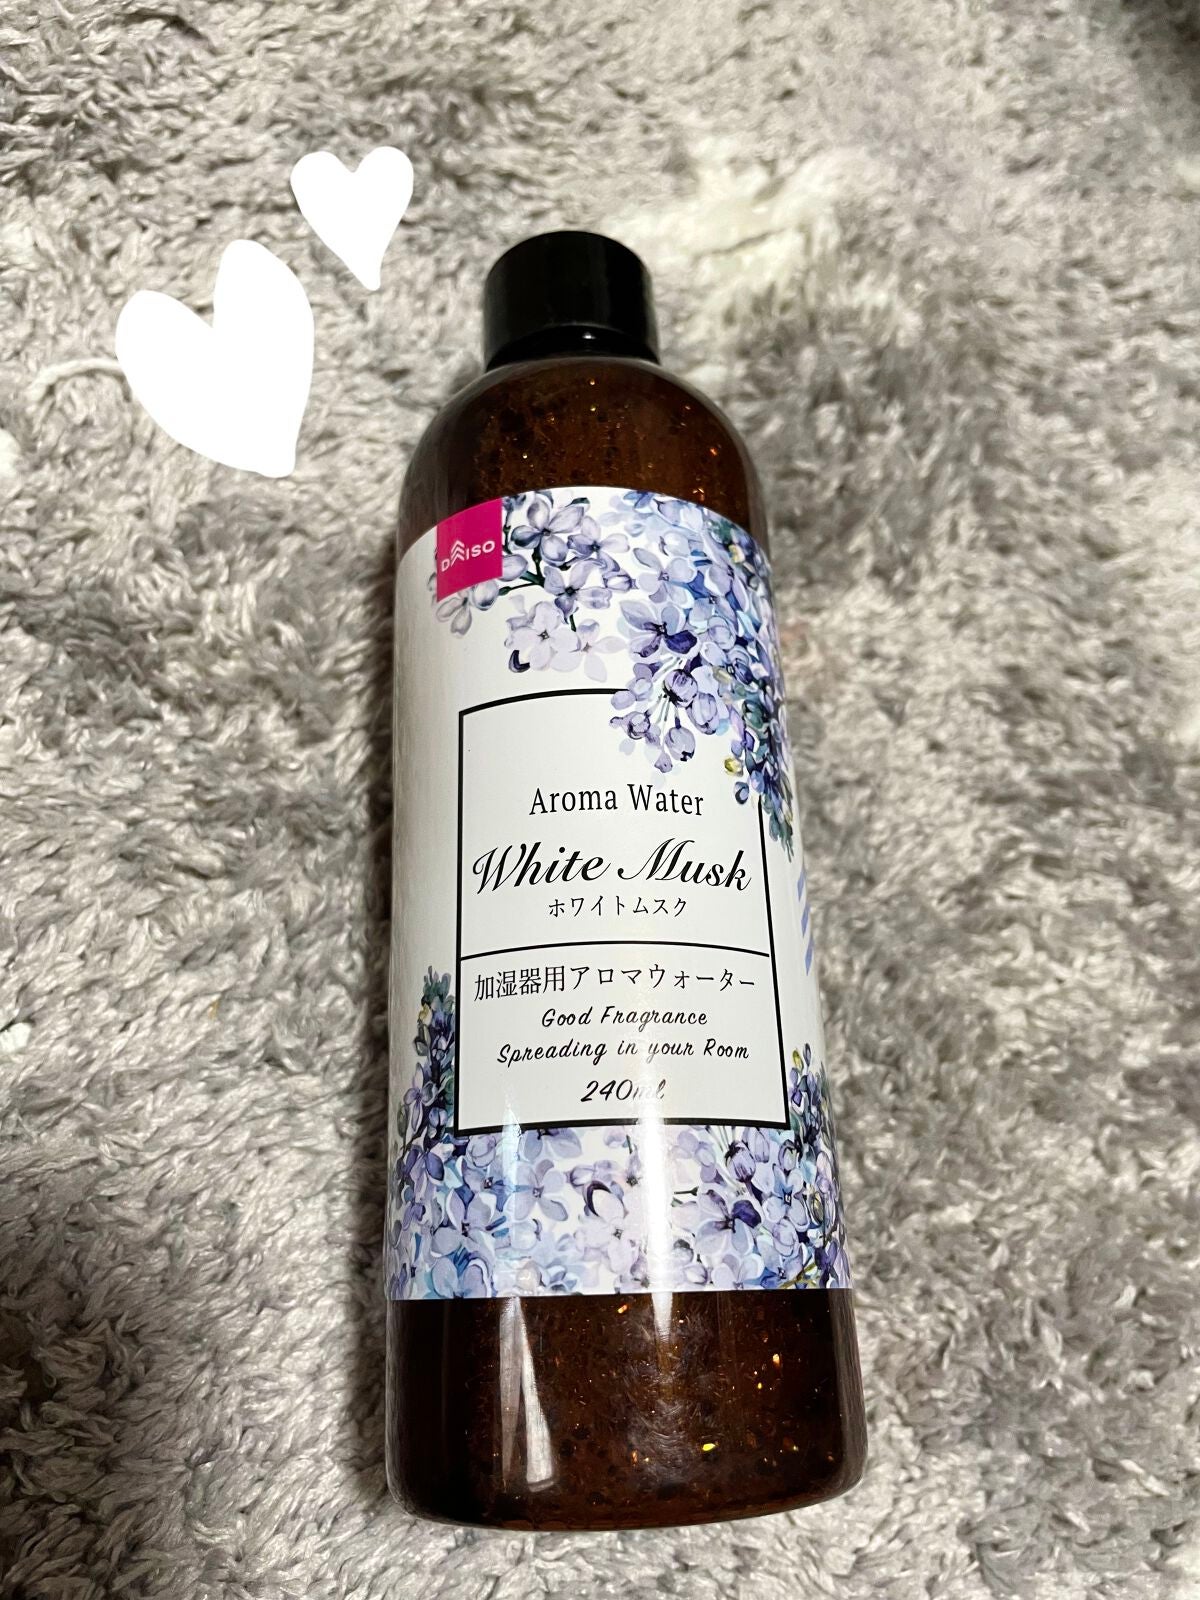 DAISO
Aroma Water
White Musk
ホワイトムスク
加湿器用アロマウォーター
Good Fragrance
Spreading in your Room
240ml